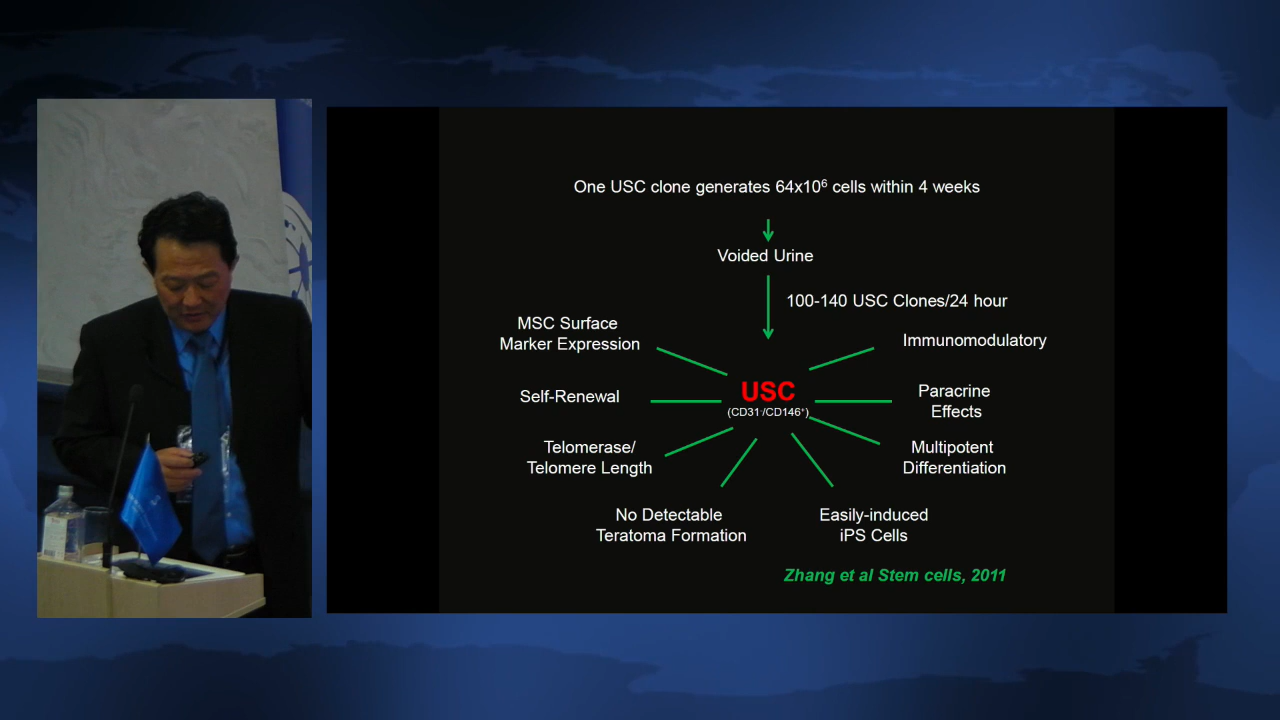 One USC clone generates 64x10⁶ cells within 4 weeks
Voided Urine
100-140 USC Clones/24 hour
MSC Surface
Marker Expression
Immunomodulatory
USC
(CD31⁻/CD146⁺)
Self-Renewal
Paracrine
Effects
Telomerase/
Telomere Length
Multipotent
Differentiation
No Detectable
Teratoma Formation
Easily-induced
iPS Cells
Zhang et al Stem cells, 2011